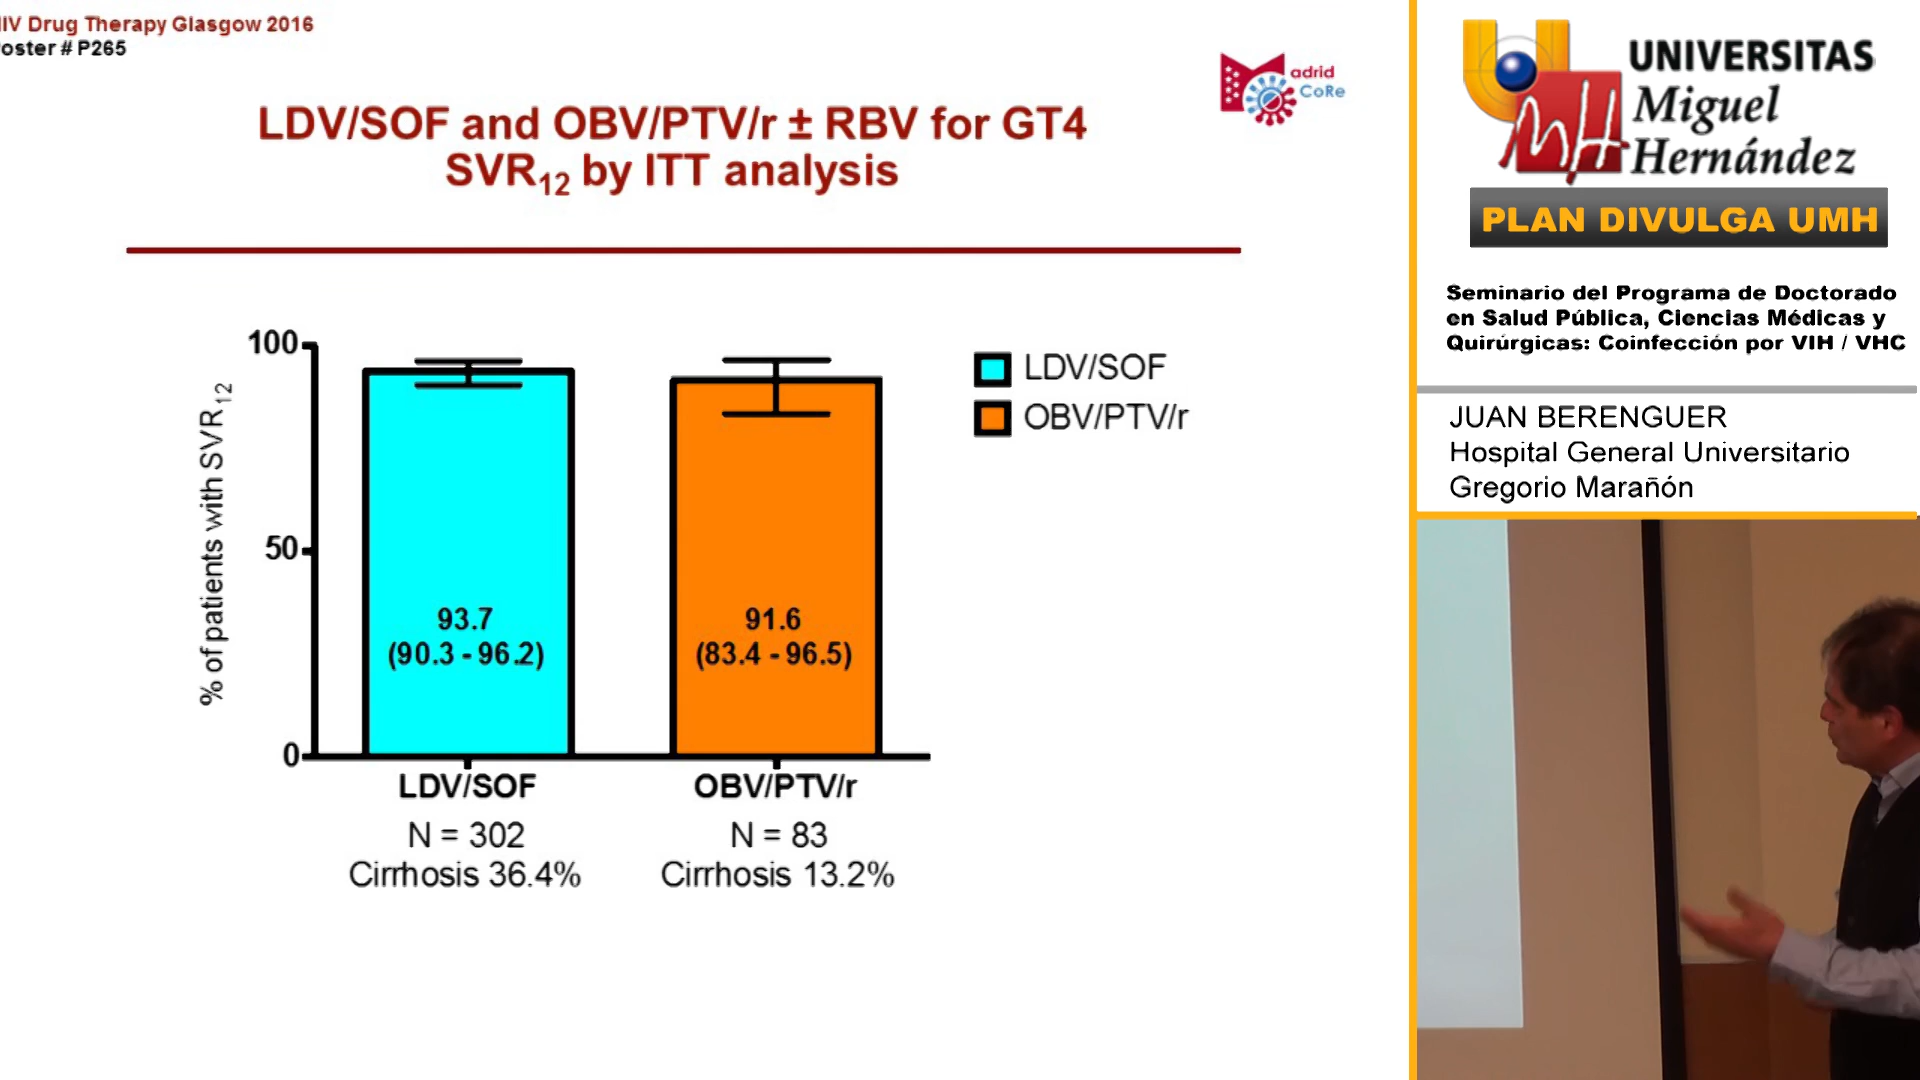 IV Drug Therapy Glasgow 2016
oster # P265
adrid
CoRe
LDV/SOF and OBV/PTV/r ± RBV for GT4
SVR12 by ITT analysis
% of patients with SVR12
100
50
0
93.7
(90.3 - 96.2)
91.6
(83.4 - 96.5)
LDV/SOF
OBV/PTV/r
LDV/SOF
N = 302
Cirrhosis 36.4%
OBV/PTV/r
N = 83
Cirrhosis 13.2%
UNIVERSITAS
Miguel
Hernández
PLAN DIVULGA UMH
Seminario del Programa de Doctorado
en Salud Pública, Ciencias Médicas y
Quirúrgicas: Coinfección por VIH / VHC
JUAN BERENGUER
Hospital General Universitario
Gregorio Marañón